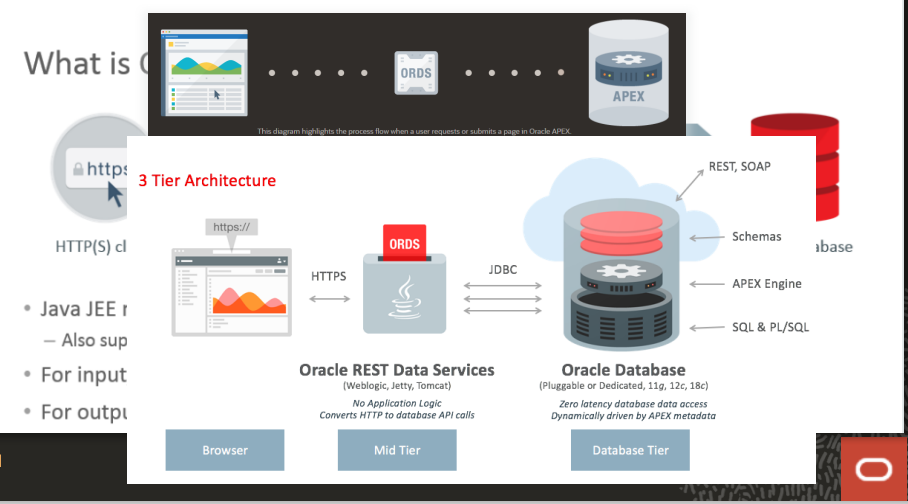 What is
ORDS
APEX
This diagram highlights the process flow when a user requests or submits a page in Oracle APEX.
https
HTTP(S)
3 Tier Architecture
https://
ORDS
HTTPS
JDBC
REST, SOAP
Schemas
APEX Engine
SQL & PL/SQL
Oracle REST Data Services
(Weblogic, Jetty, Tomcat)
No Application Logic
Converts HTTP to database API calls
Oracle Database
(Pluggable or Dedicated, 11g, 12c, 18c)
Zero latency database data access
Dynamically driven by APEX metadata
Browser
Mid Tier
Database Tier
• Java JEE
– Also
• For input
• For